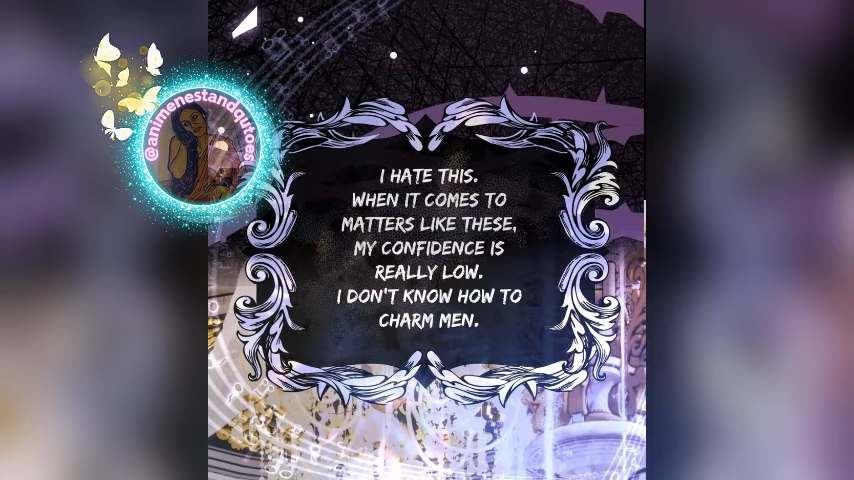 @animenestandqutoes
I HATE THIS.
WHEN IT COMES TO
MATTERS LIKE THESE,
MY CONFIDENCE IS
REALLY LOW.
I DON'T KNOW HOW TO
CHARM MEN.